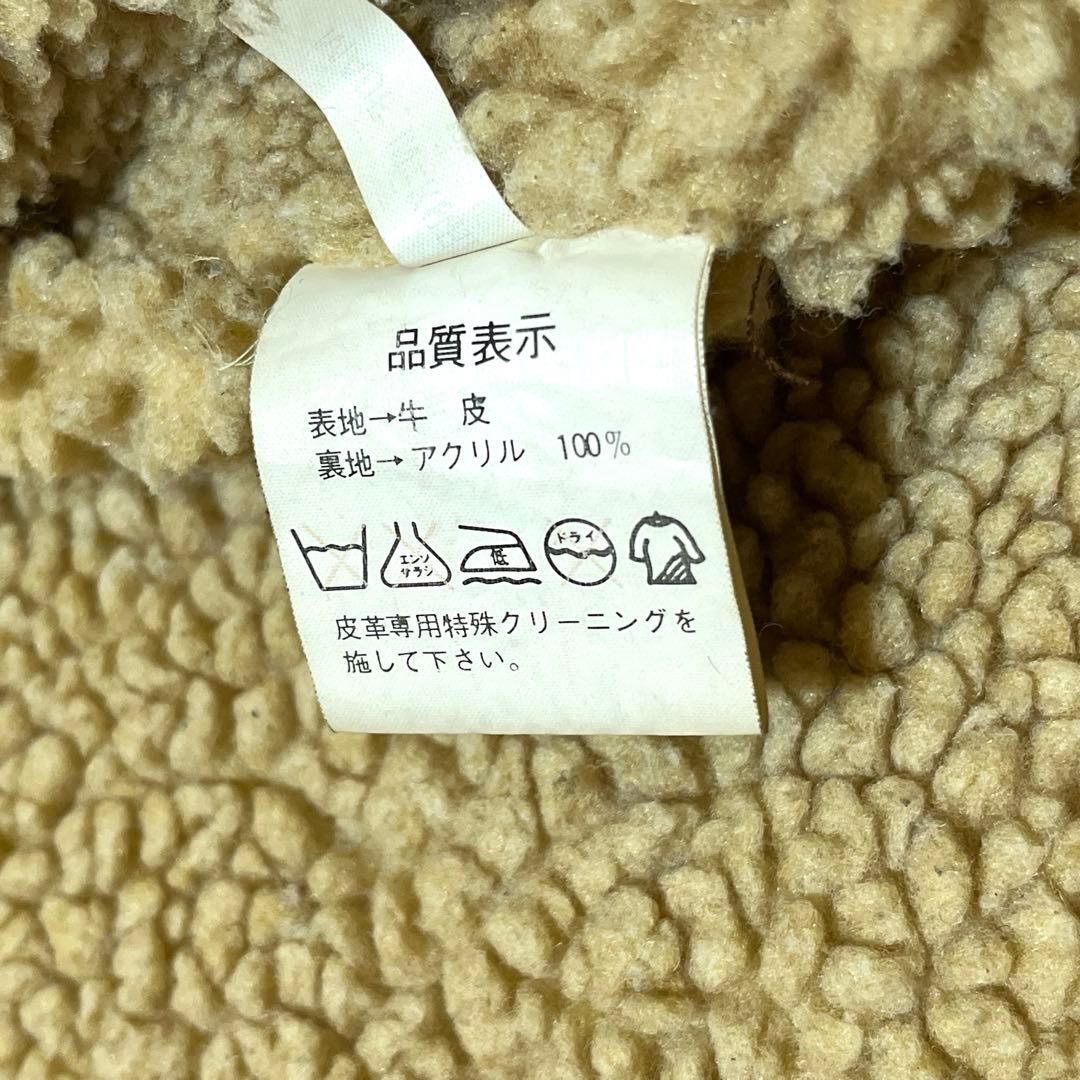 品質表示
表地→牛 皮
裏地→アクリル 100%
エンソ
サラシ
低
ドライ
皮革専用特殊クリーニングを
施して下さい。